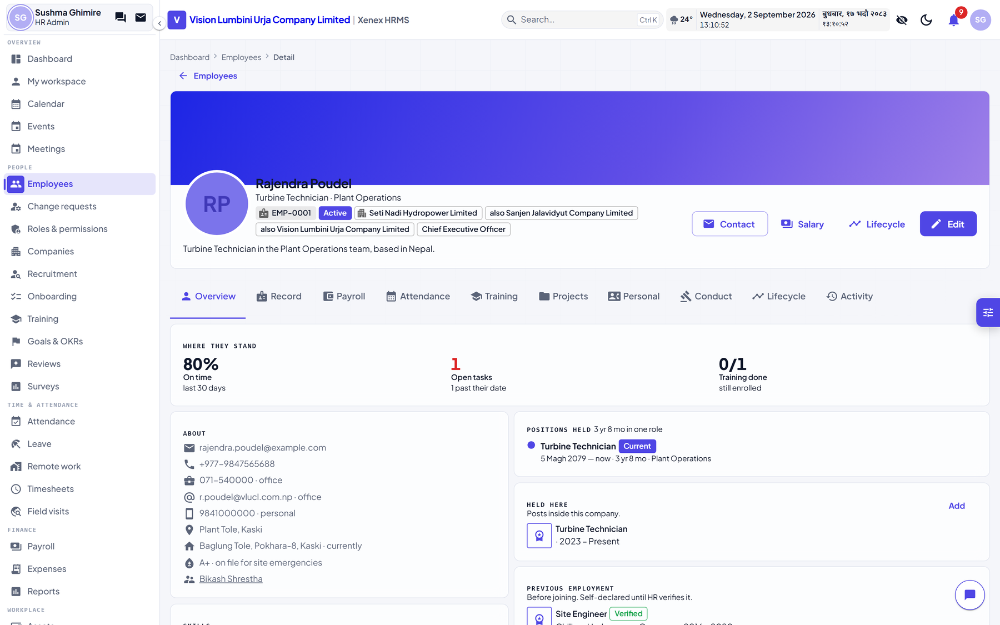 SG
Sushma Ghimire
HR Admin
OVERVIEW
Dashboard
My workspace
Calendar
Events
Meetings
PEOPLE
Employees
Change requests
Roles & permissions
Companies
Recruitment
Onboarding
Training
Goals & OKRs
Reviews
Surveys
TIME & ATTENDANCE
Attendance
Leave
Remote work
Timesheets
Field visits
FINANCE
Payroll
Expenses
Reports
WORKPLACE
V Vision Lumbini Urja Company Limited | Xenex HRMS
Search...
Ctrl K
24°
Wednesday, 2 September 2026
13:10:52
बुधबार, १७ भदौ २०८३
१३:१०:५२
9
SG
Dashboard > Employees > Detail
← Employees
RP
Rajendra Poudel
Turbine Technician · Plant Operations
EMP-0001 Active Seti Nadi Hydropower Limited also Sanjen Jalavidyut Company Limited
also Vision Lumbini Urja Company Limited Chief Executive Officer
Turbine Technician in the Plant Operations team, based in Nepal.
Contact Salary Lifecycle Edit
Overview Record Payroll Attendance Training Projects Personal Conduct Lifecycle Activity
WHERE THEY STAND
80%
On time
last 30 days
1
Open tasks
1 past their date
0/1
Training done
still enrolled
ABOUT
rajendra.poudel@example.com
+977-9847565688
071-540000 · office
r.poudel@vlucl.com.np · office
9841000000 · personal
Plant Tole, Kaski
Baglung Tole, Pokhara-8, Kaski · currently
A+ · on file for site emergencies
Bikash Shrestha
POSITIONS HELD 3 yr 8 mo in one role
Turbine Technician Current
5 Magh 2079 — now · 3 yr 8 mo · Plant Operations
HELD HERE
Posts inside this company.
Add
Turbine Technician
· 2023 – Present
PREVIOUS EMPLOYMENT
Before joining. Self-declared until HR verifies it.
Site Engineer Verified